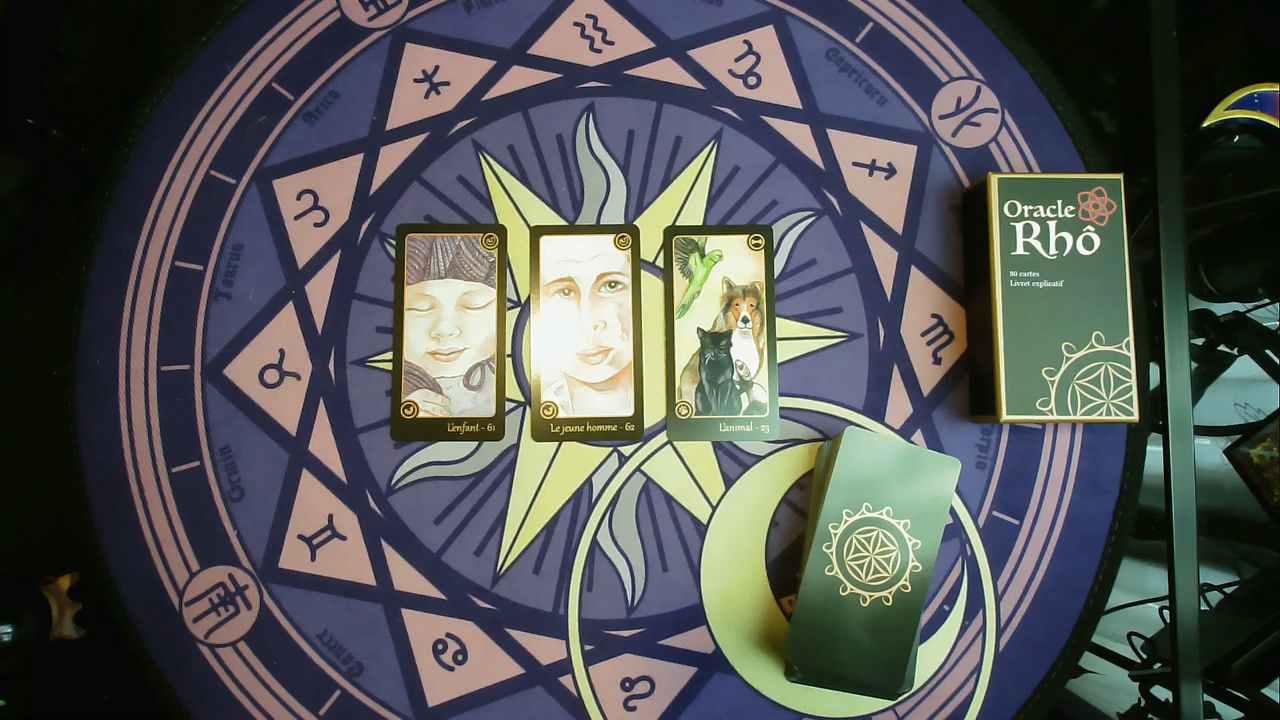 Capricorn
Aries
Taurus
Gemini
Cancer
Oracle
Rhô
80 cartes
Livret explicatif
L'enfant - 61
Le jeune homme - 62
L'animal - 23